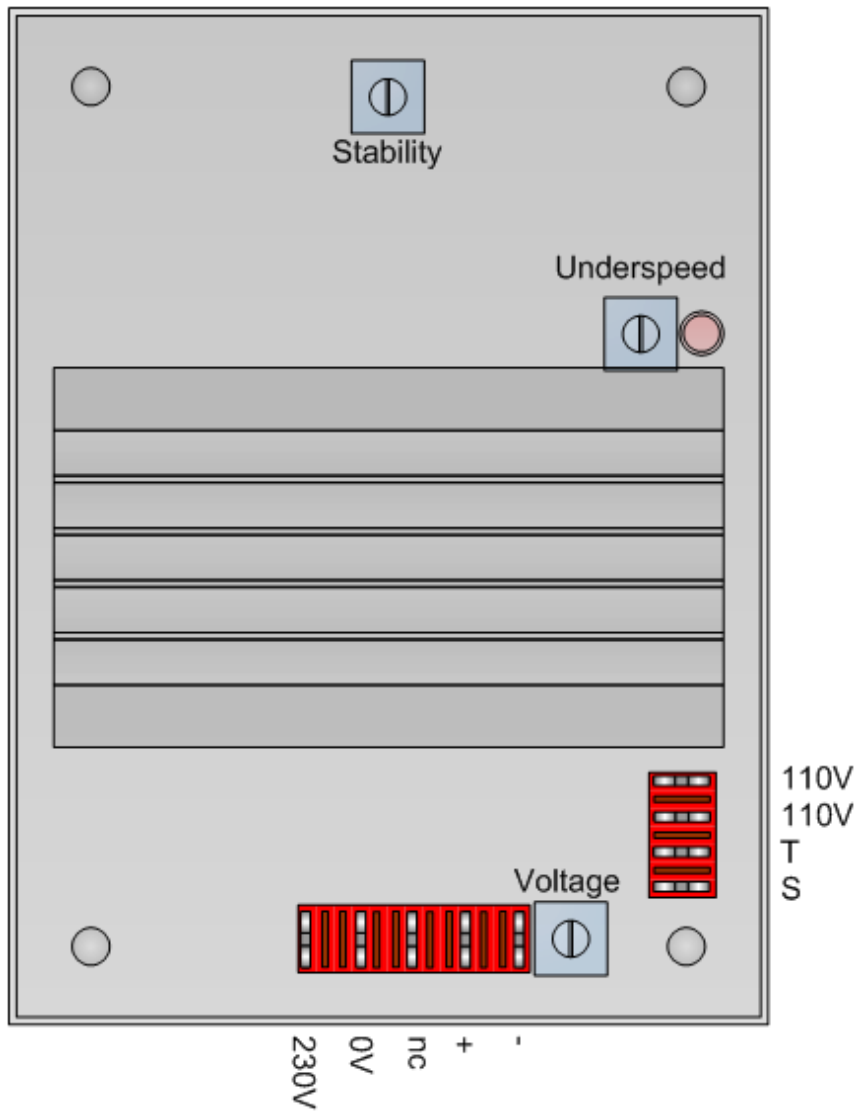 Stability
Underspeed
110V
110V
T
S
Voltage
230V
0V
nc
+
-